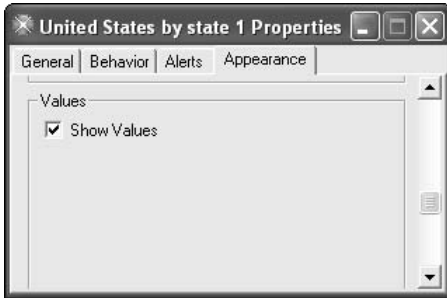 United States by state 1 Properties
General Behavior Alerts Appearance
Values
Show Values